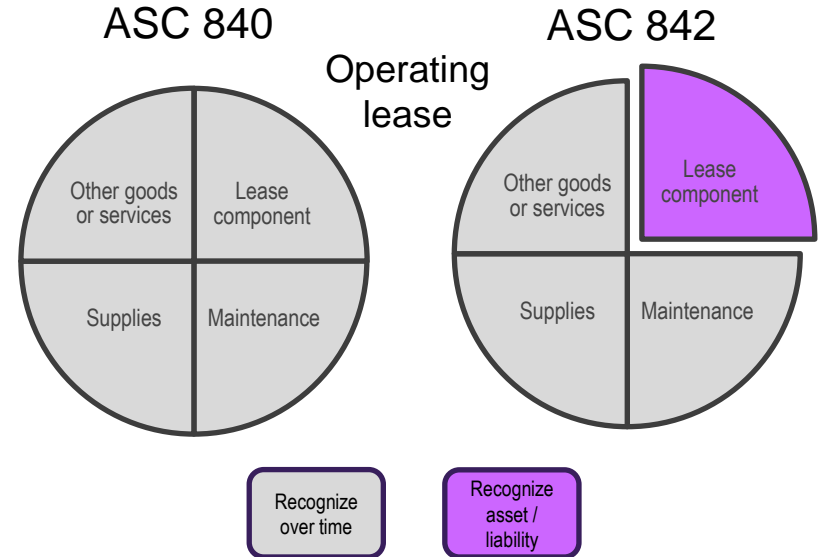 ASC 840
ASC 842
Operating
lease
Other goods
or services
Lease
component
Supplies
Maintenance
Other goods
or services
Lease
component
Supplies
Maintenance
Recognize
over time
Recognize
asset /
liability